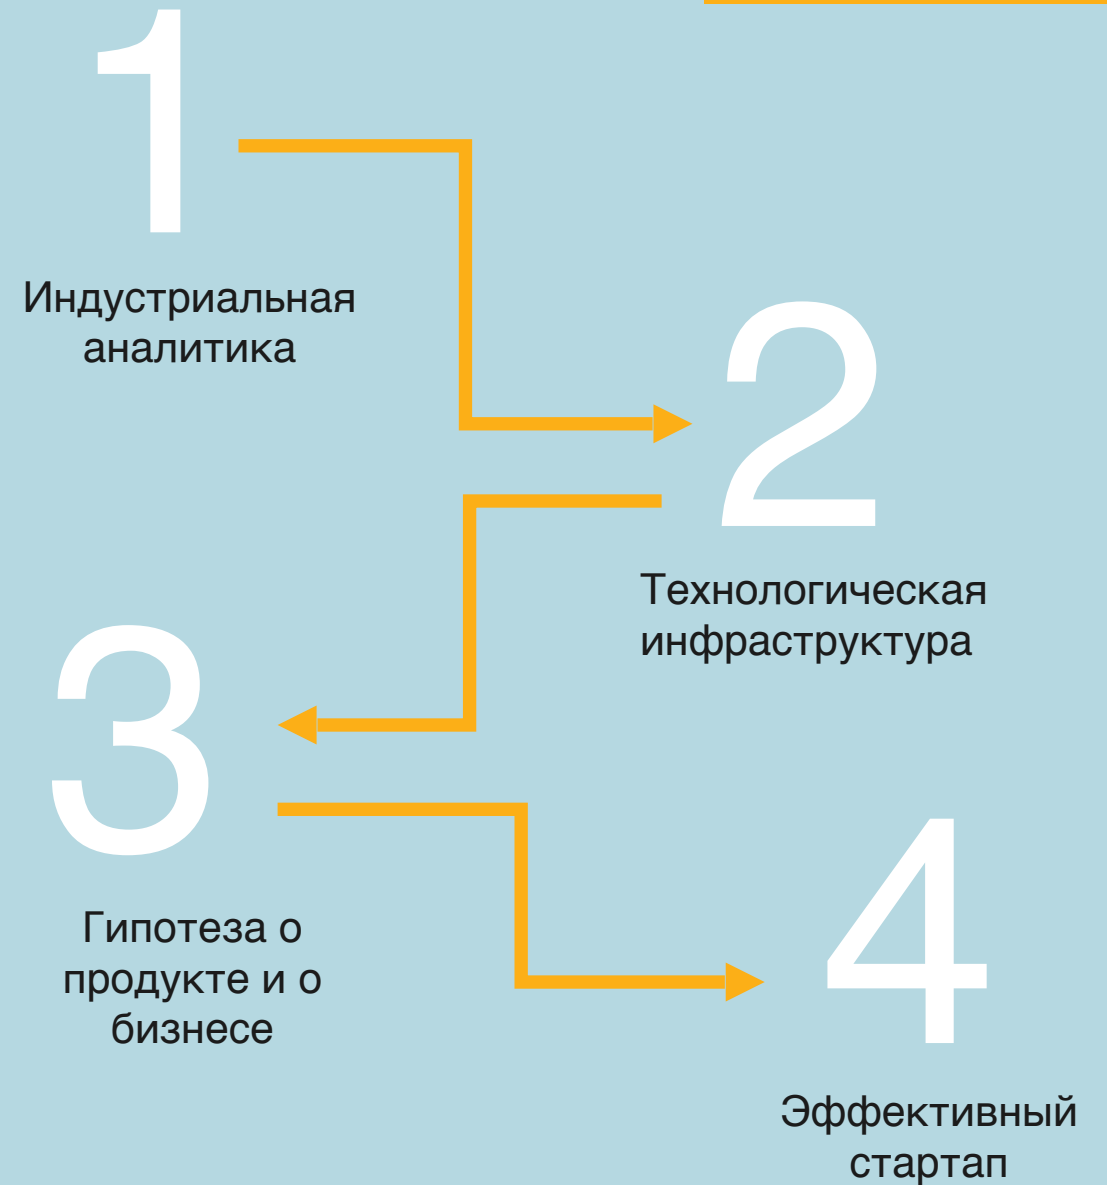 1
Индустриальная
аналитика
2
Технологическая
инфраструктура
3
Гипотеза о
продукте и о
бизнесе
4
Эффективный
стартап